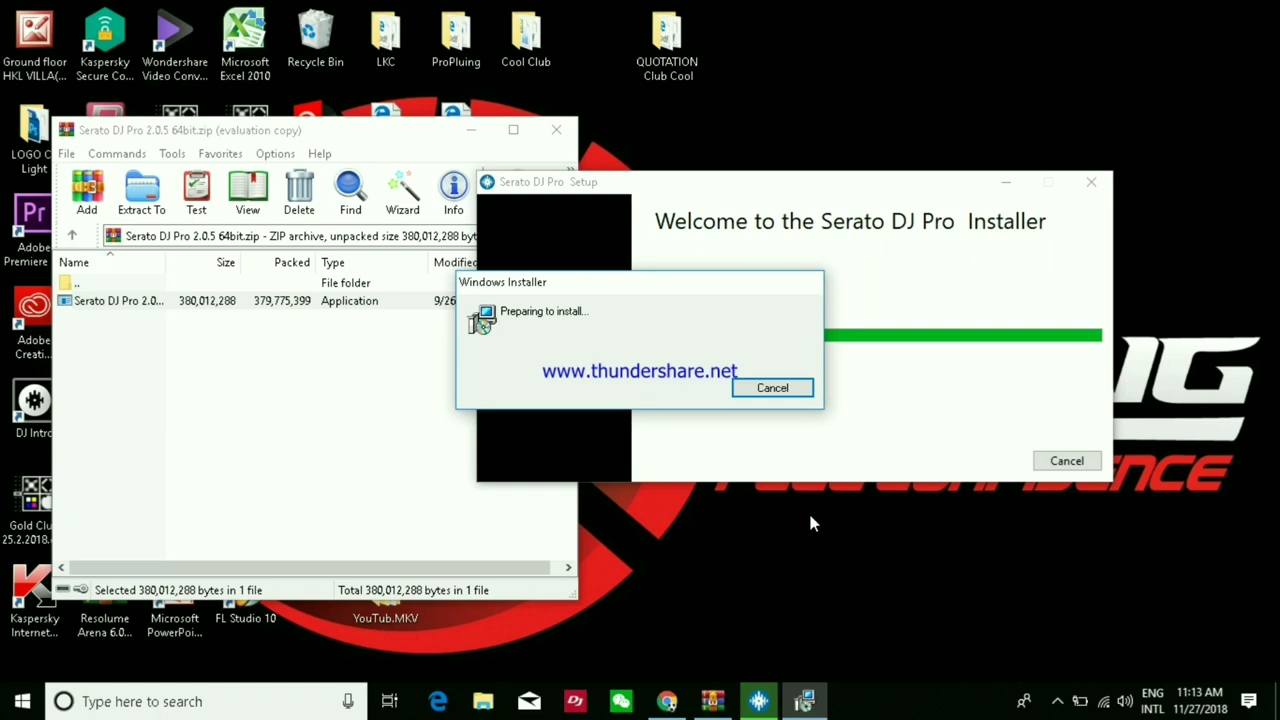 Ground floor
HKL VILLA(...
Kaspersky
Secure Co...
Wondershare
Video Conv...
Microsoft
Excel 2010
Recycle Bin
LKC
ProPluing
Cool Club
QUOTATION
Club Cool
LOGO C
Light
Adobe
Premiere
Adobe
Creati...
DJ Intro
Gold Clu
25.2.2018.
Kaspersky
Internet...
Resolume
Arena 6.0...
Microsoft
PowerPoi...
FL Studio 10
YouTub.MKV
Serato DJ Pro 2.0.5 64bit.zip (evaluation copy)
File Commands Tools Favorites Options Help
Add Extract To Test View Delete Find Wizard Info
Serato DJ Pro 2.0.5 64bit.zip - ZIP archive, unpacked size 380,012,288 byt
Name Size Packed Type Modified
.. File folder
Serato DJ Pro 2.0... 380,012,288 379,775,399 Application 9/26
Selected 380,012,288 bytes in 1 file Total 380,012,288 bytes in 1 file
Serato DJ Pro Setup
Welcome to the Serato DJ Pro Installer
Cancel
Windows Installer
Preparing to install...
www.thundershare.net
Cancel
Type here to search
ENG
INTL
11:13 AM
11/27/2018